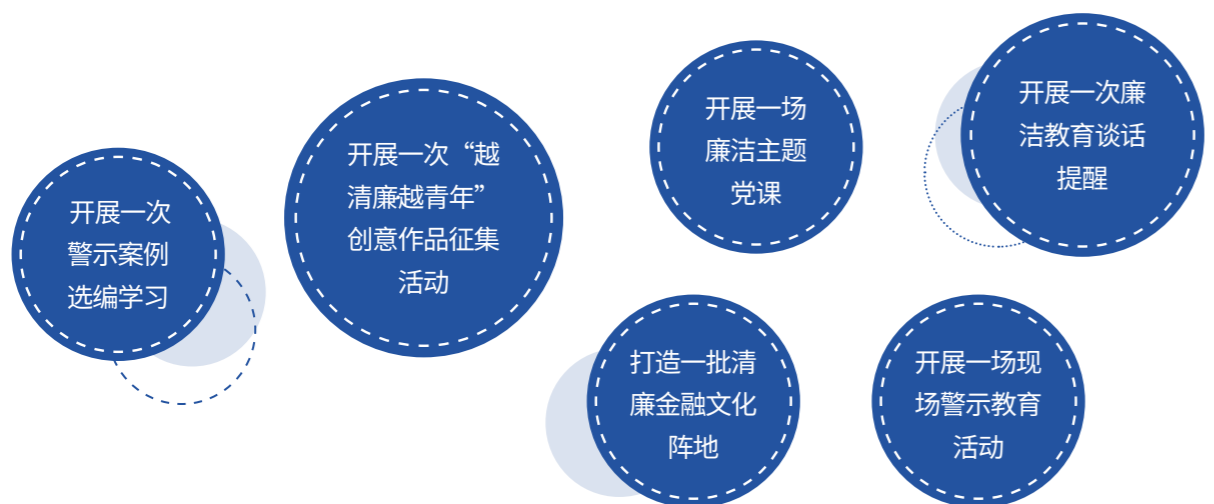 开展一次
警示案例
选编学习
开展一次“越
清廉越青年”
创意作品征集
活动
开展一场
廉洁主题
党课
开展一次廉
洁教育谈话
提醒
打造一批清
廉金融文化
阵地
开展一场现
场警示教育
活动